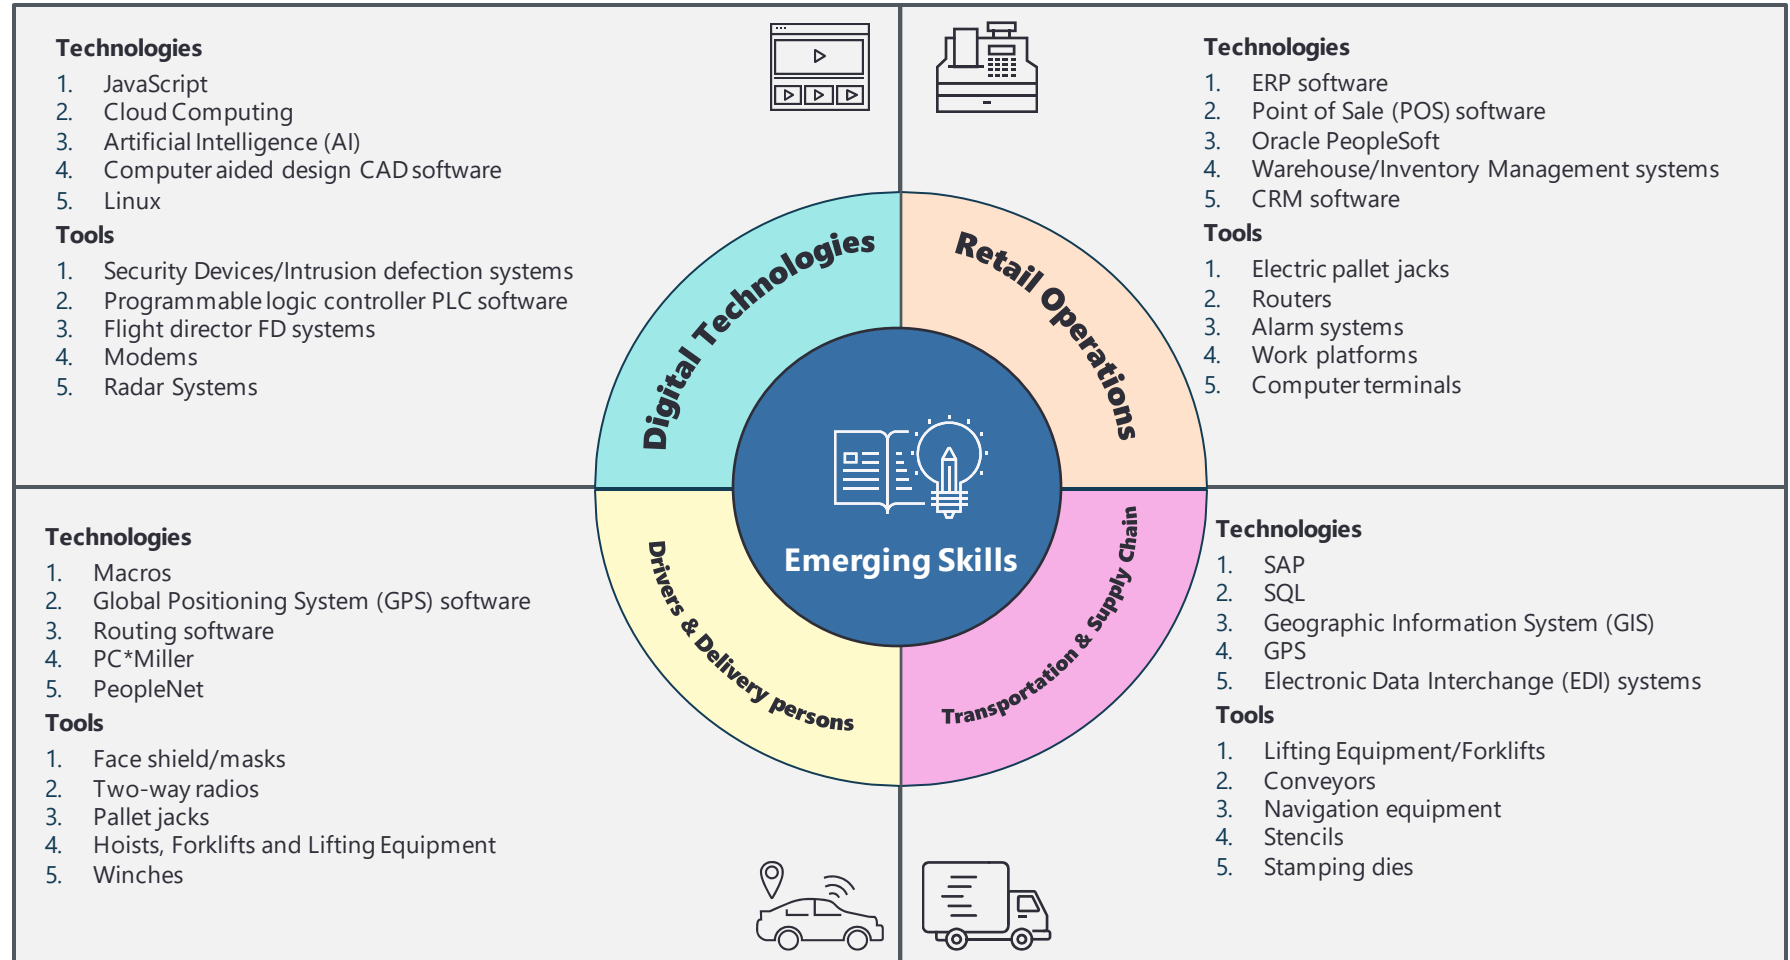 Technologies
1. JavaScript
2. Cloud Computing
3. Artificial Intelligence (AI)
4. Computer aided design CAD software
5. Linux
Tools
1. Security Devices/Intrusion defection systems
2. Programmable logic controller PLC software
3. Flight director FD systems
4. Modems
5. Radar Systems
Technologies
1. ERP software
2. Point of Sale (POS) software
3. Oracle PeopleSoft
4. Warehouse/Inventory Management systems
5. CRM software
Tools
1. Electric pallet jacks
2. Routers
3. Alarm systems
4. Work platforms
5. Computer terminals
Digital Technologies
Retail Operations
Emerging Skills
Drivers & Delivery persons
Transportation & Supply Chain
Technologies
1. Macros
2. Global Positioning System (GPS) software
3. Routing software
4. PC*Miller
5. PeopleNet
Tools
1. Face shield/masks
2. Two-way radios
3. Pallet jacks
4. Hoists, Forklifts and Lifting Equipment
5. Winches
Technologies
1. SAP
2. SQL
3. Geographic Information System (GIS)
4. GPS
5. Electronic Data Interchange (EDI) systems
Tools
1. Lifting Equipment/Forklifts
2. Conveyors
3. Navigation equipment
4. Stencils
5. Stamping dies